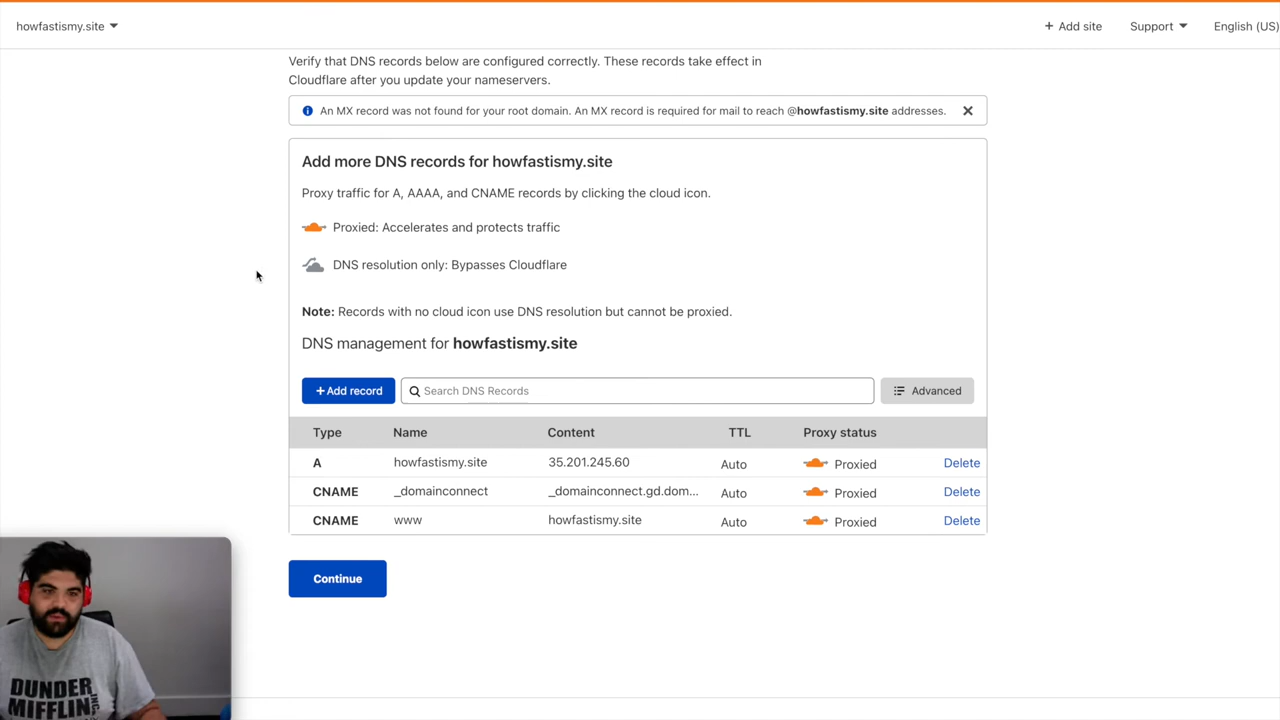 howfastismy.site
+ Add site
Support
English (US)
Verify that DNS records below are configured correctly. These records take effect in
Cloudflare after you update your nameservers.
An MX record was not found for your root domain. An MX record is required for mail to reach @howfastismy.site addresses.
Add more DNS records for howfastismy.site
Proxy traffic for A, AAAA, and CNAME records by clicking the cloud icon.
Proxied: Accelerates and protects traffic
DNS resolution only: Bypasses Cloudflare
Note: Records with no cloud icon use DNS resolution but cannot be proxied.
DNS management for howfastismy.site
+ Add record
Search DNS Records
Advanced
Type Name Content TTL Proxy status
A howfastismy.site 35.201.245.60 Auto Proxied Delete
CNAME _domainconnect _domainconnect.gd.dom... Auto Proxied Delete
CNAME www howfastismy.site Auto Proxied Delete
Continue
DUNDER
MIFFLIN INC